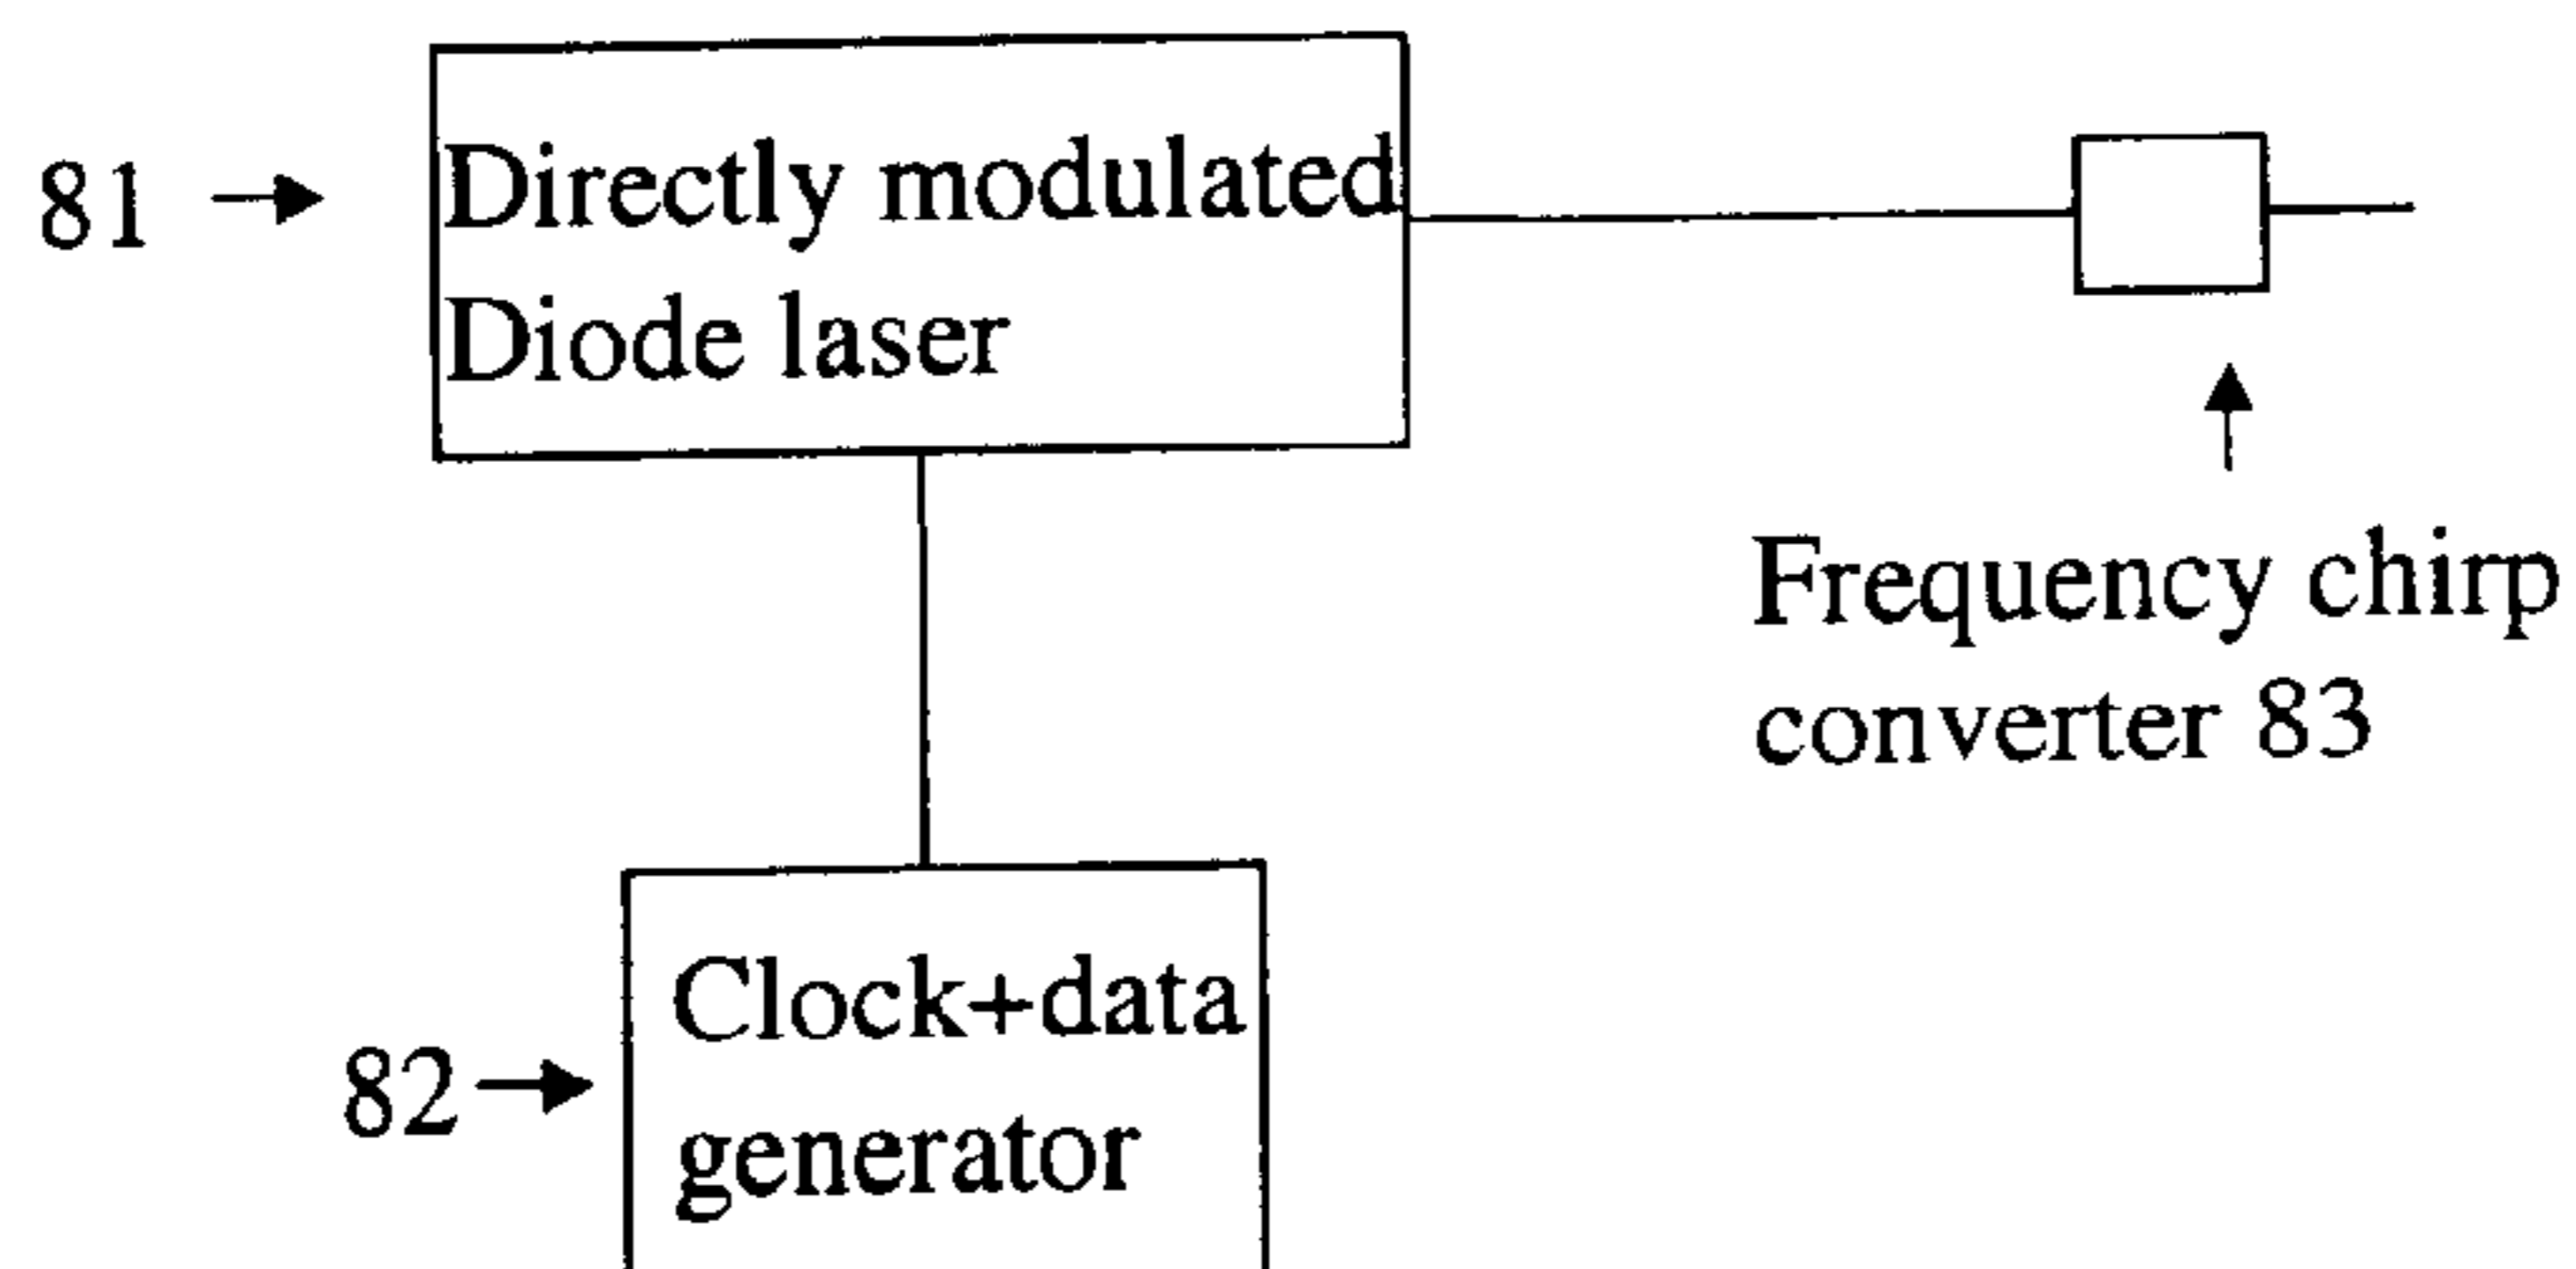 81
Directly modulated
Diode laser
Frequency chirp
converter 83
82
Clock+data
generator